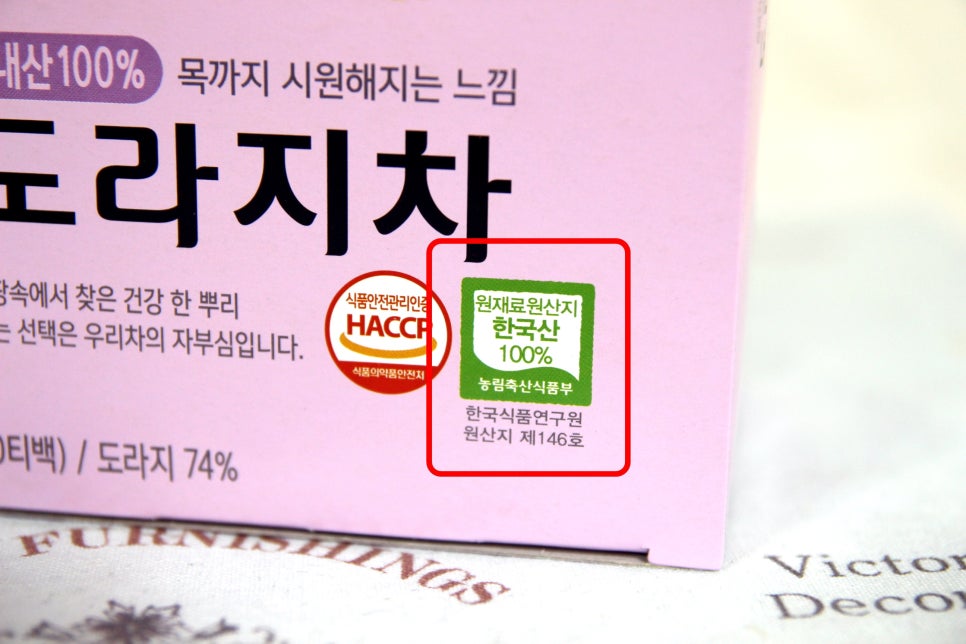 내산100%
목까지 시원해지는 느낌
도라지차
땅속에서 찾은 건강 한 뿌리
는 선택은 우리차의 자부심입니다.
식품안전관리인증
HACCP
식품의약품안전처
원재료원산지
한국산
100%
농림축산식품부
한국식품연구원
원산지 제146호
0티백) / 도라지 74%
FURNISHINGS
Victor
Decor